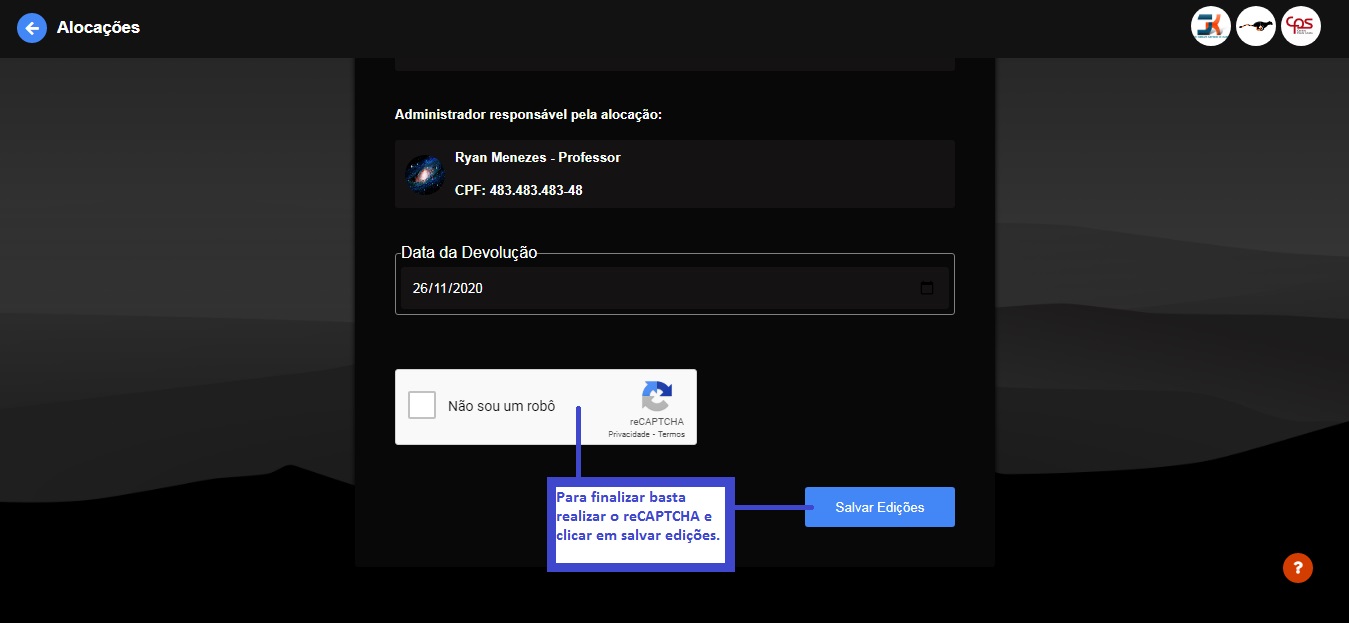 Alocações
cps
Administrador responsável pela alocação:
Ryan Menezes - Professor
CPF: 483.483.483-48
Data da Devolução
26/11/2020
Não sou um robô
reCAPTCHA
Privacidade - Termos
Para finalizar basta
realizar o reCAPTCHA e
clicar em salvar edições.
Salvar Edições
?